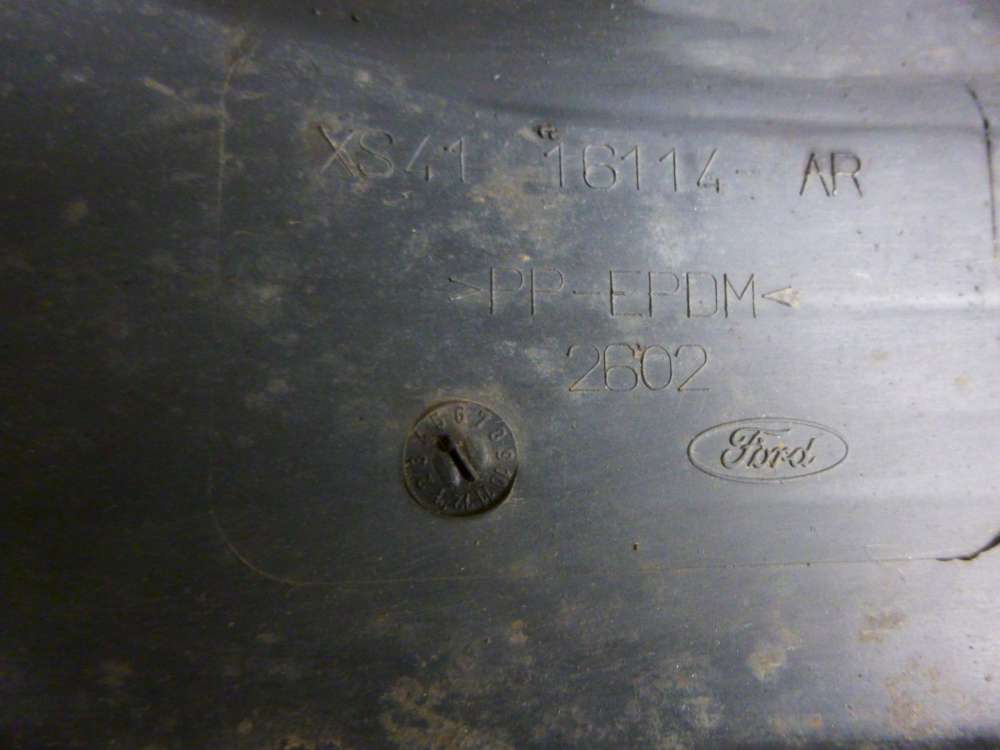 XS41 16114 AR
>PP-EPDM<
2602
Ford